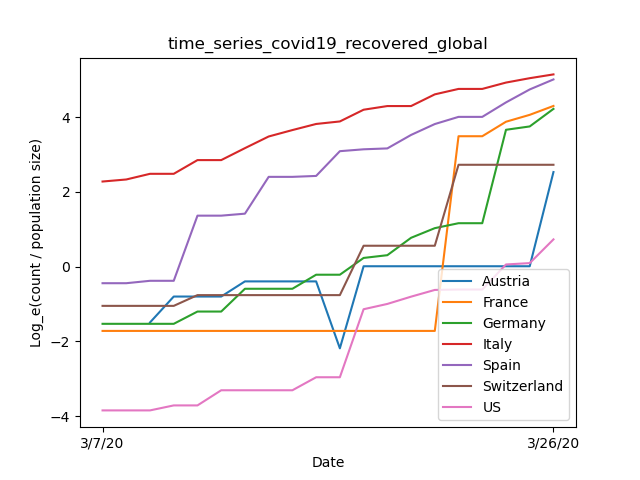 time_series_covid19_recovered_global
Log_e(count / population size)
4
2
0
−2
−4
Austria
France
Germany
Italy
Spain
Switzerland
US
3/7/20
3/26/20
Date